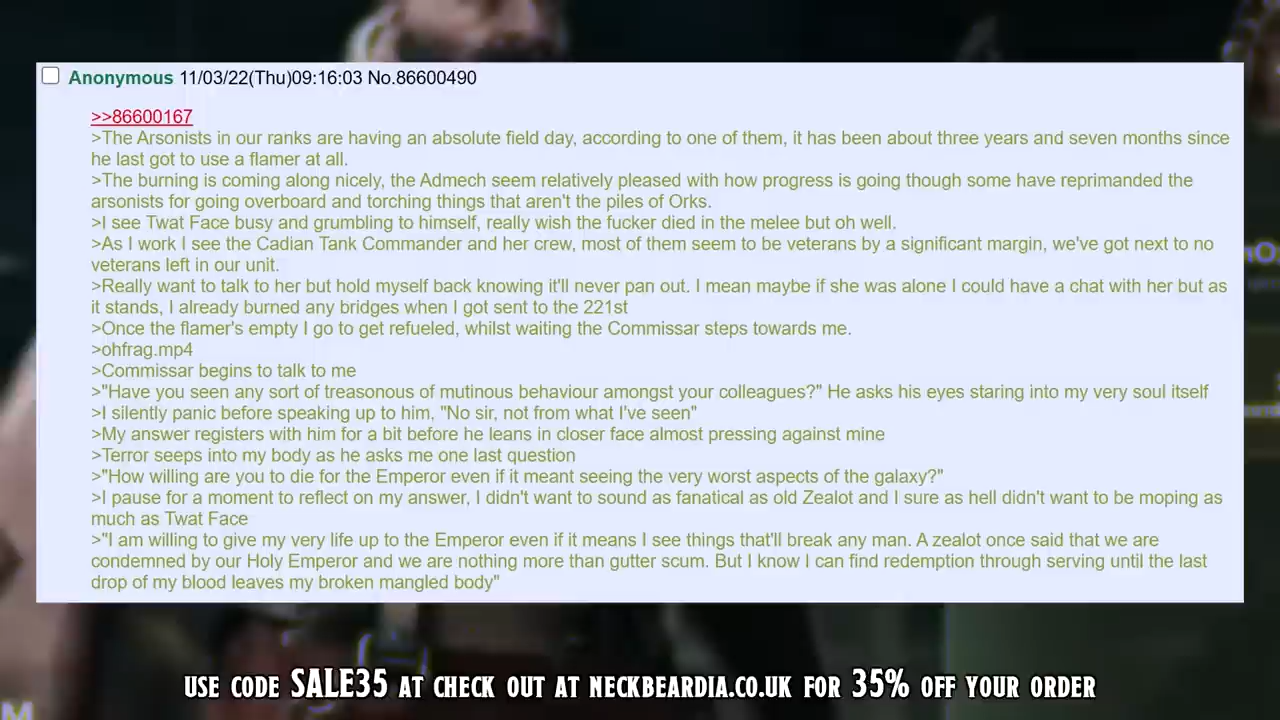 Anonymous 11/03/22(Thu)09:16:03 No.86600490
>>86600167
>The Arsonists in our ranks are having an absolute field day, according to one of them, it has been about three years and seven months since
he last got to use a flamer at all.
>The burning is coming along nicely, the Admech seem relatively pleased with how progress is going though some have reprimanded the
arsonists for going overboard and torching things that aren't the piles of Orks.
>I see Twat Face busy and grumbling to himself, really wish the fucker died in the melee but oh well.
>As I work I see the Cadian Tank Commander and her crew, most of them seem to be veterans by a significant margin, we've got next to no
veterans left in our unit.
>Really want to talk to her but hold myself back knowing it'll never pan out. I mean maybe if she was alone I could have a chat with her but as
it stands, I already burned any bridges when I got sent to the 221st
>Once the flamer's empty I go to get refueled, whilst waiting the Commissar steps towards me.
>ohfrag.mp4
>Commissar begins to talk to me
>"Have you seen any sort of treasonous of mutinous behaviour amongst your colleagues?" He asks his eyes staring into my very soul itself
>I silently panic before speaking up to him, "No sir, not from what I've seen"
>My answer registers with him for a bit before he leans in closer face almost pressing against mine
>Terror seeps into my body as he asks me one last question
>"How willing are you to die for the Emperor even if it meant seeing the very worst aspects of the galaxy?"
>I pause for a moment to reflect on my answer, I didn't want to sound as fanatical as old Zealot and I sure as hell didn't want to be moping as
much as Twat Face
>"I am willing to give my very life up to the Emperor even if it means I see things that'll break any man. A zealot once said that we are
condemned by our Holy Emperor and we are nothing more than gutter scum. But I know I can find redemption through serving until the last
drop of my blood leaves my broken mangled body"
USE CODE SALE35 AT CHECK OUT AT NECKBEARDIA.CO.UK FOR 35% OFF YOUR ORDER